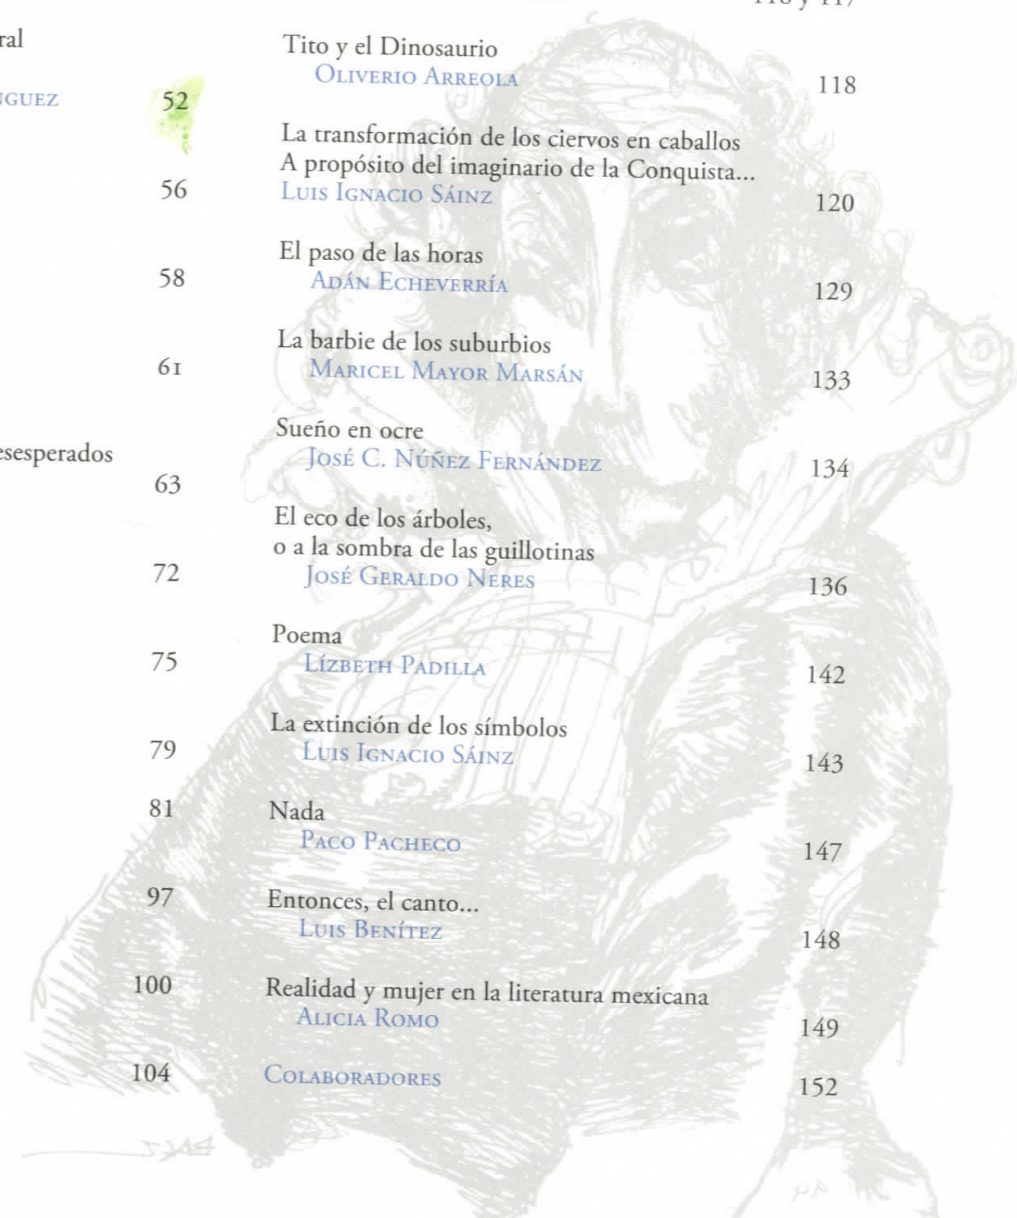 ral
NGUEZ 52
56
58
61
esesperados
63
72
75
79
81
97
100
104
116 y 117
Tito y el Dinosaurio
OLIVERIO ARREOLA 118
La transformación de los ciervos en caballos
A propósito del imaginario de la Conquista...
LUIS IGNACIO SÁINZ 120
El paso de las horas
ADÁN ECHEVERRÍA 129
La barbie de los suburbios
MARICEL MAYOR MARSÁN 133
Sueño en ocre
JOSÉ C. NÚÑEZ FERNÁNDEZ 134
El eco de los árboles,
o a la sombra de las guillotinas
JOSÉ GERALDO NERES 136
Poema
LÍZBETH PADILLA 142
La extinción de los símbolos
LUIS IGNACIO SÁINZ 143
Nada
PACO PACHECO 147
Entonces, el canto...
LUIS BENÍTEZ 148
Realidad y mujer en la literatura mexicana
ALICIA ROMO 149
COLABORADORES 152